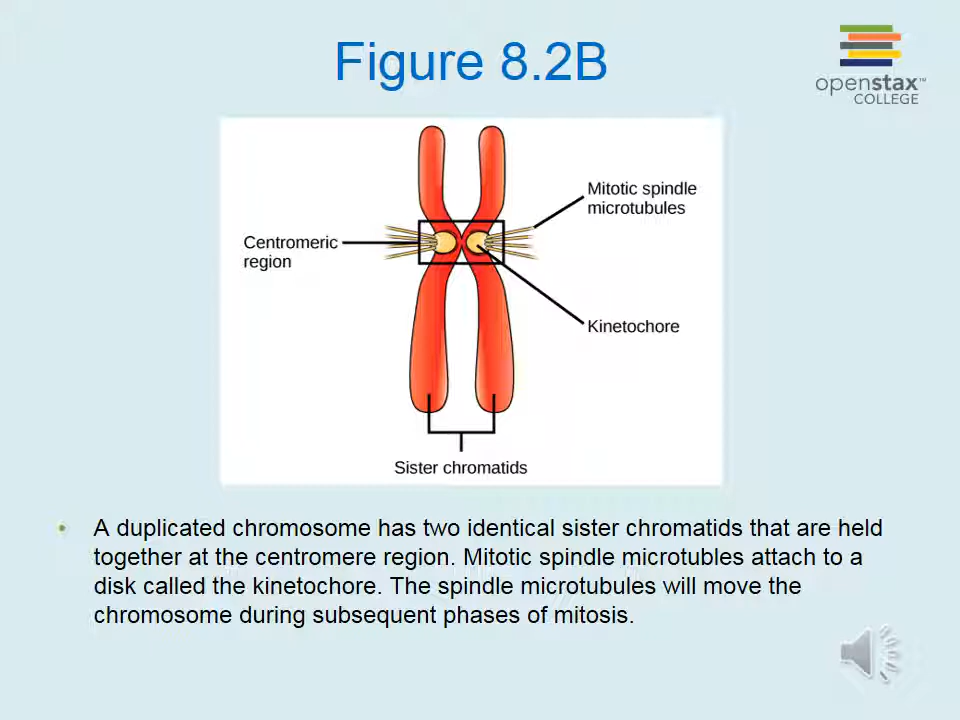 Figure 8.2B
openstax™
COLLEGE
Mitotic spindle
microtubules
Centromeric
region
Kinetochore
Sister chromatids
• A duplicated chromosome has two identical sister chromatids that are held
together at the centromere region. Mitotic spindle microtubles attach to a
disk called the kinetochore. The spindle microtubules will move the
chromosome during subsequent phases of mitosis.